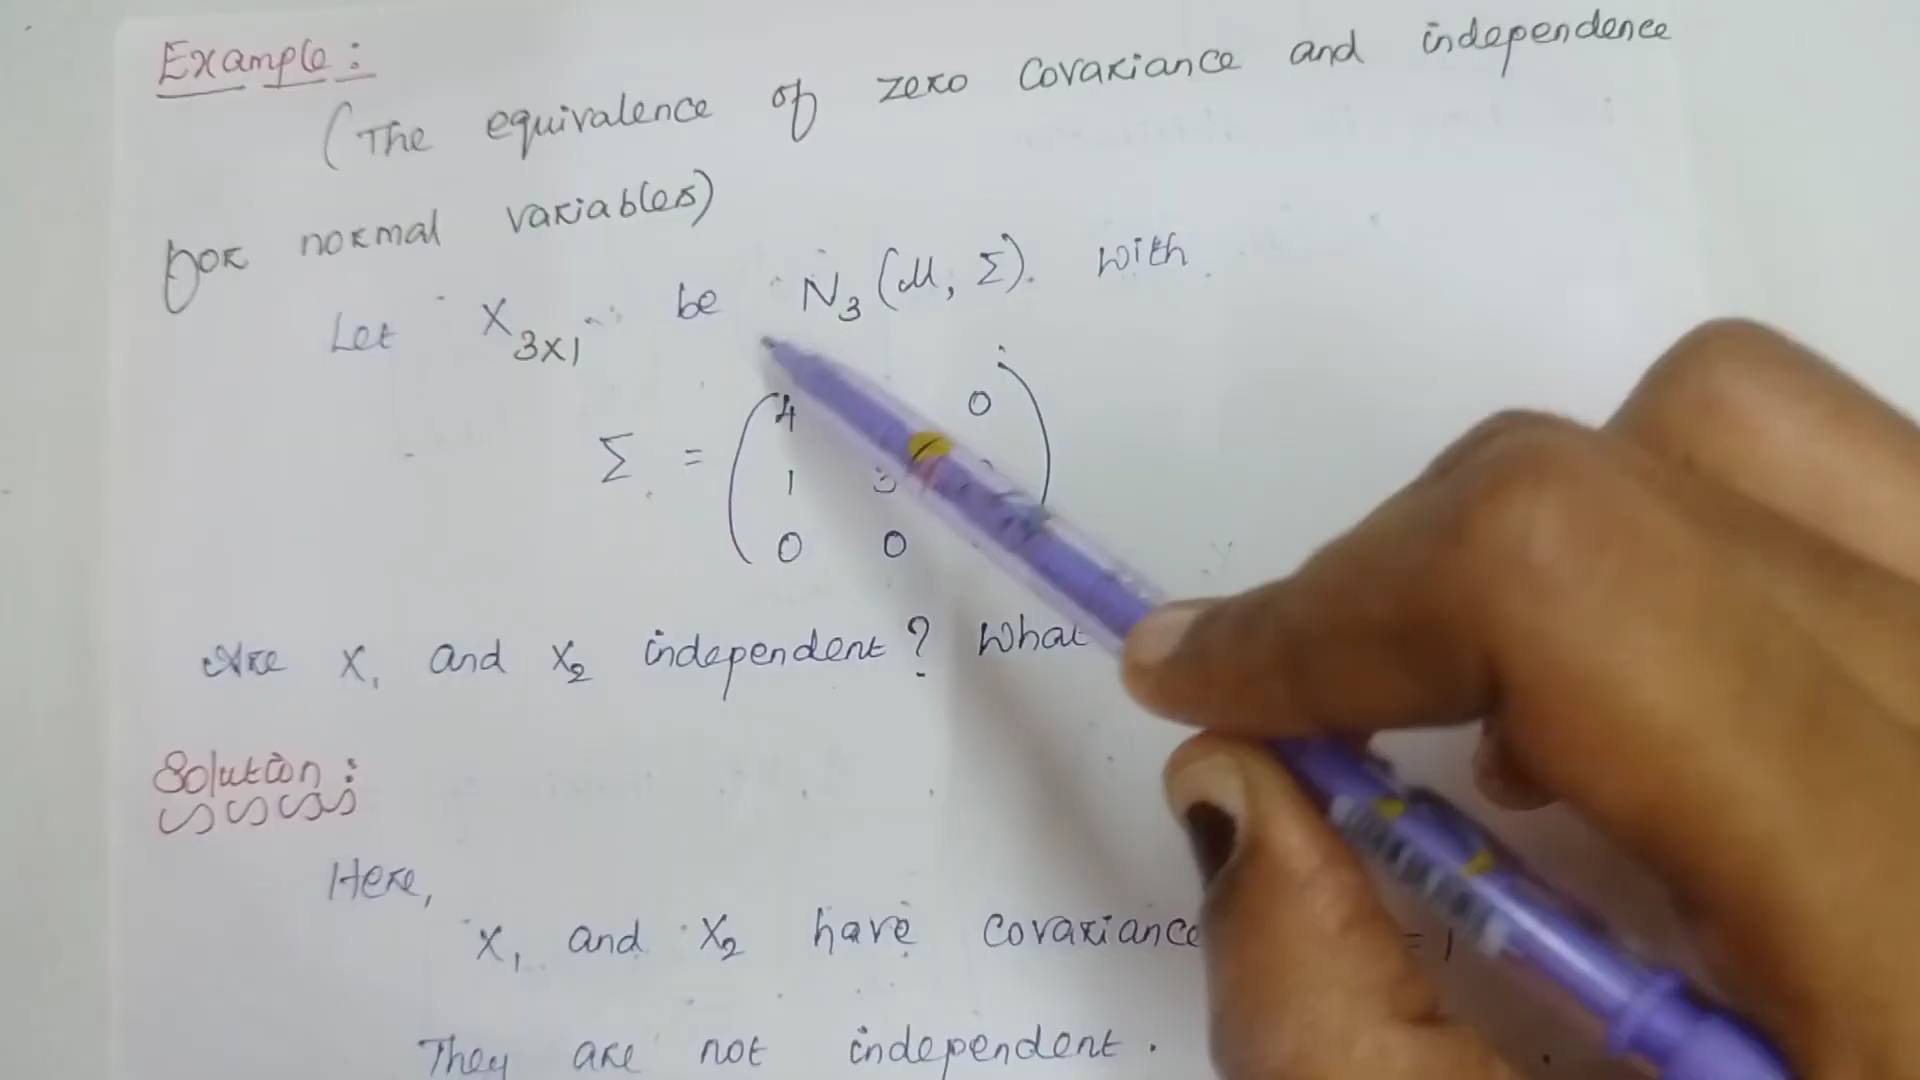 Example:
(The equivalence of zero covariance and independence
for normal variables)
Let X3x1 be N3 (μ, Σ). with
Σ = (4 0)
1 3
0 0
Are X1 and X2 independent? What
Solution:
Here,
X1 and X2 have covariance = 1
They are not independent.